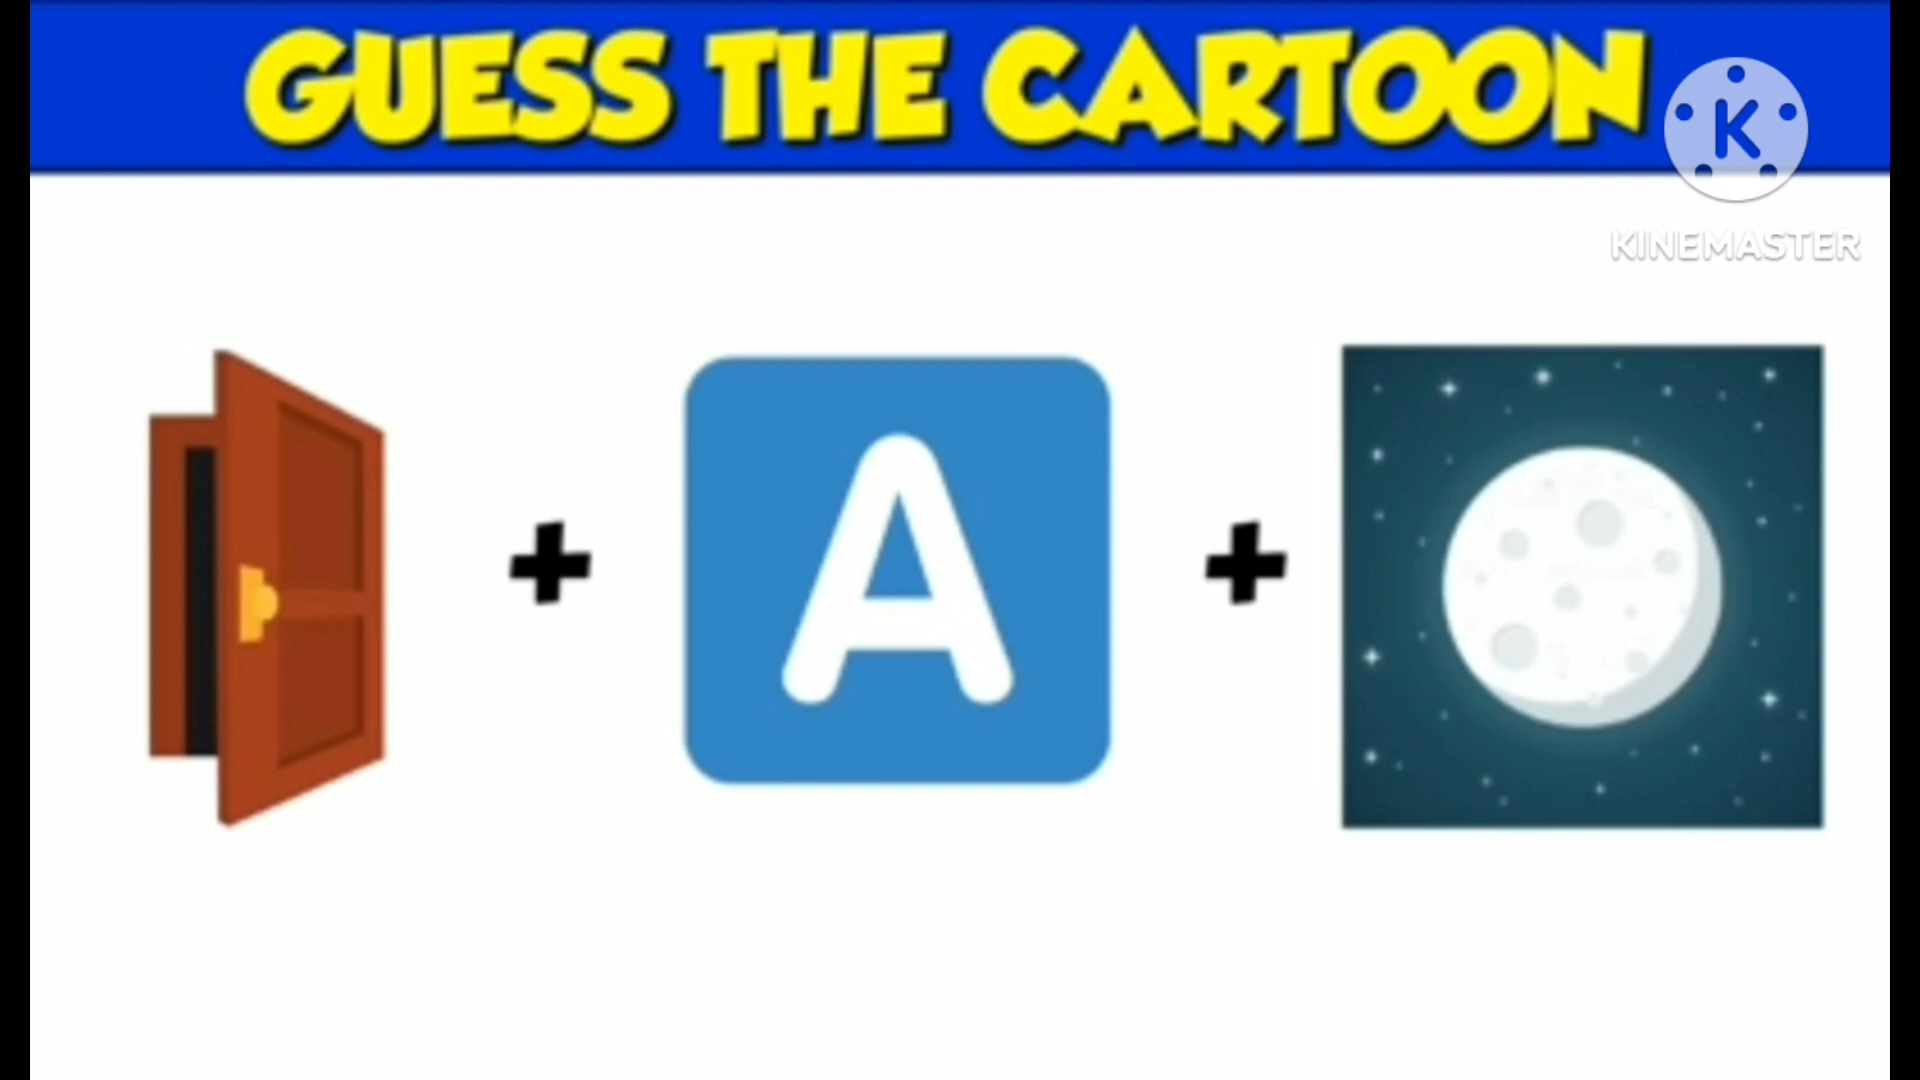 GUESS THE CARTOON
K
KINEMASTER
+ A +